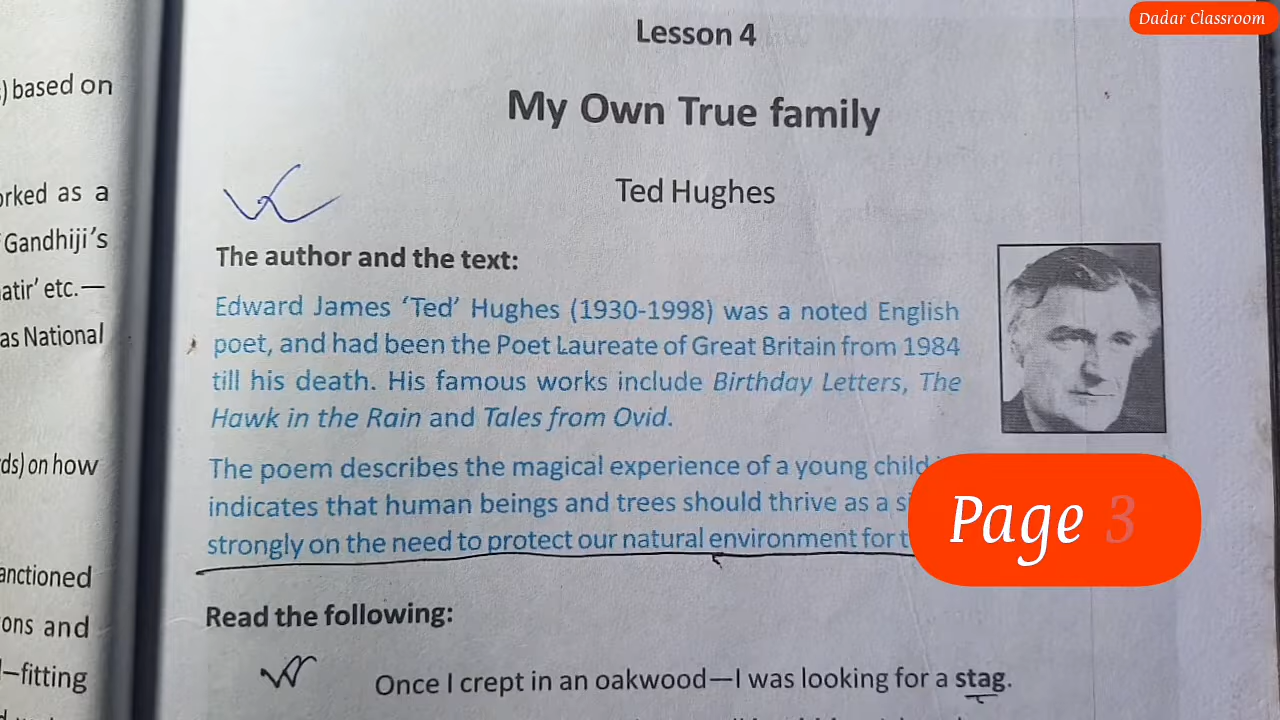 Dadar Classroom
) based on
orked as a
Gandhiji's
atir' etc.—
as National
ds) on how
anctioned
ons and
–fitting
Lesson 4
My Own True family
Ted Hughes
The author and the text:
Edward James 'Ted' Hughes (1930-1998) was a noted English
poet, and had been the Poet Laureate of Great Britain from 1984
till his death. His famous works include Birthday Letters, The
Hawk in the Rain and Tales from Ovid.
The poem describes the magical experience of a young child
indicates that human beings and trees should thrive as a
strongly on the need to protect our natural environment for
Page 3
Read the following:
Once I crept in an oakwood—I was looking for a stag.